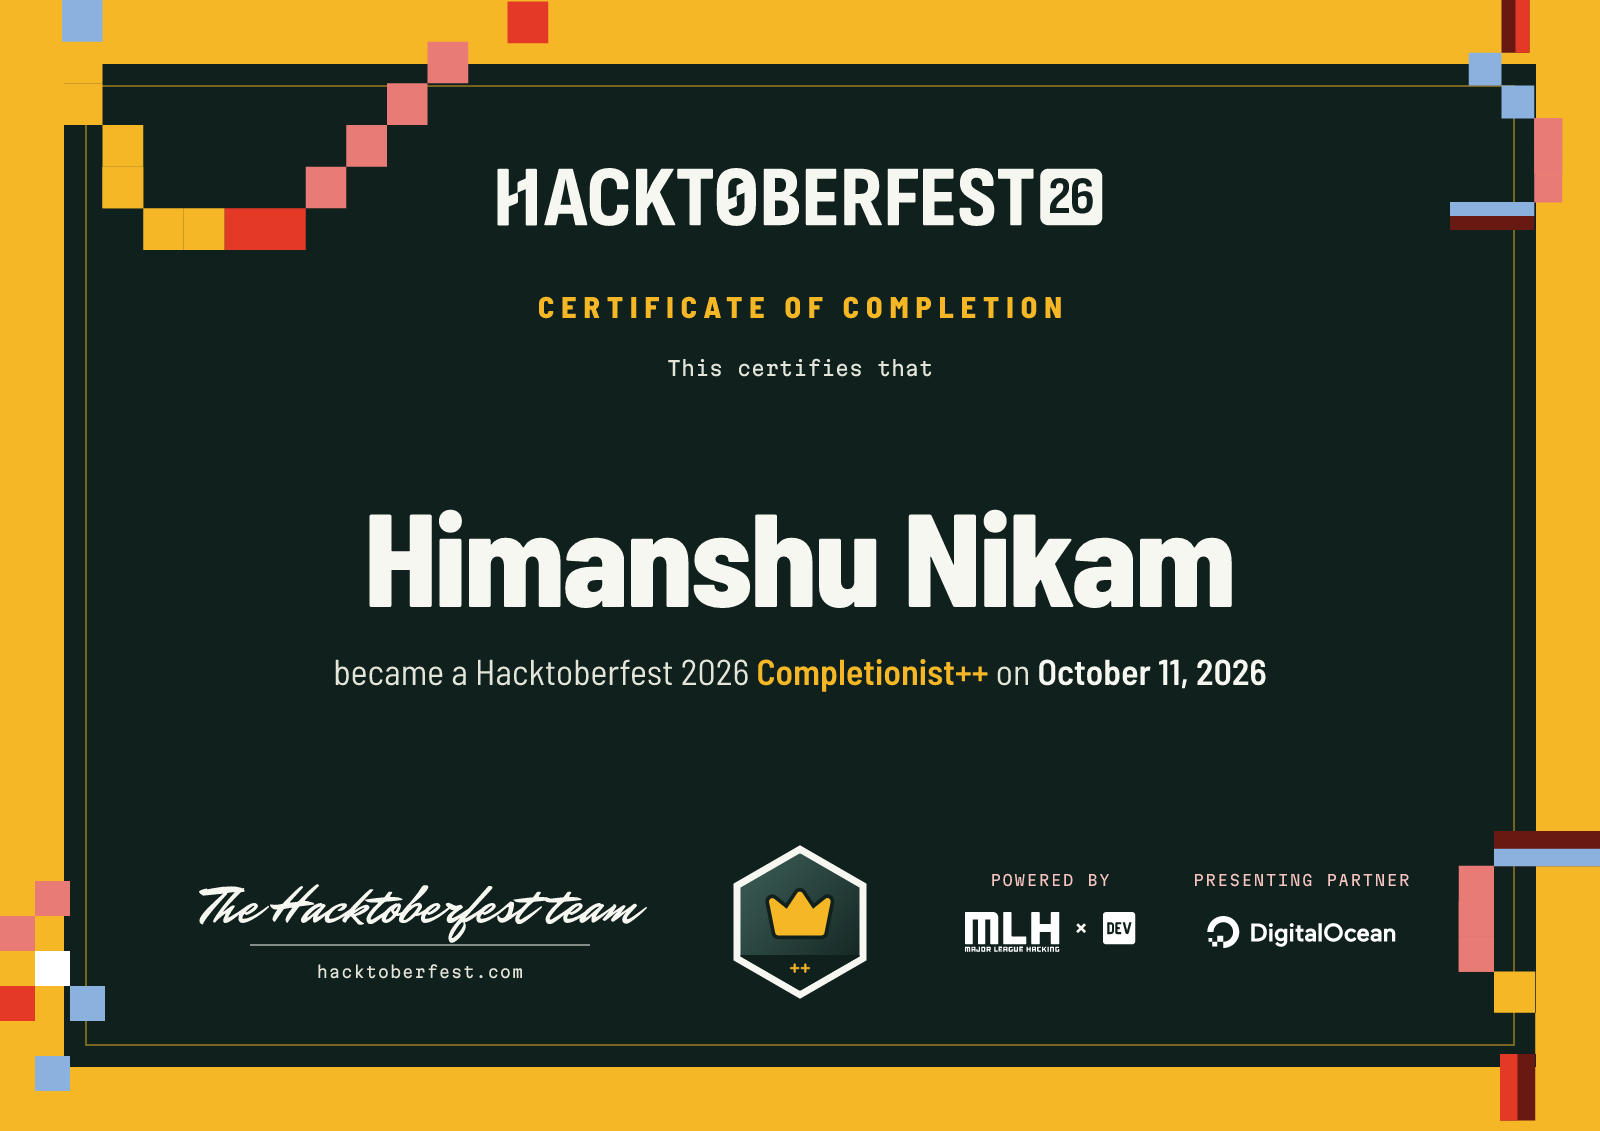 HACKTOBERFEST 26
CERTIFICATE OF COMPLETION
This certifies that
Himanshu Nikam
became a Hacktoberfest 2026 Completionist++ on October 11, 2026
The Hacktoberfest team
hacktoberfest.com
++
POWERED BY
MLH × DEV
MAJOR LEAGUE HACKING
PRESENTING PARTNER
DigitalOcean